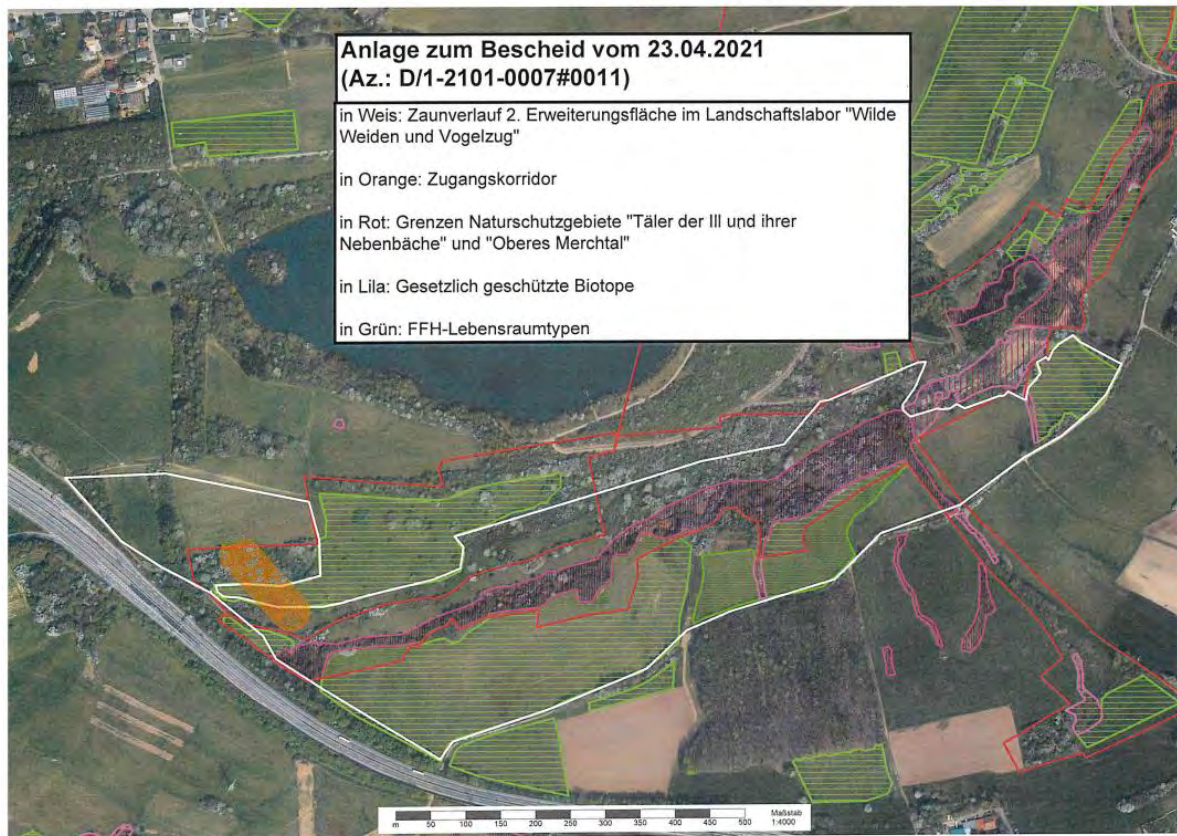 Anlage zum Bescheid vom 23.04.2021
(Az.: D/1-2101-0007#0011)
in Weis: Zaunverlauf 2. Erweiterungsfläche im Landschaftslabor "Wilde
Weiden und Vogelzug"
in Orange: Zugangskorridor
in Rot: Grenzen Naturschutzgebiete "Täler der Ill und ihrer
Nebenbäche" und "Oberes Merchtal"
in Lila: Gesetzlich geschützte Biotope
in Grün: FFH-Lebensraumtypen
m 50 100 150 200 250 300 350 400 450 500 Maßstab
1:4000